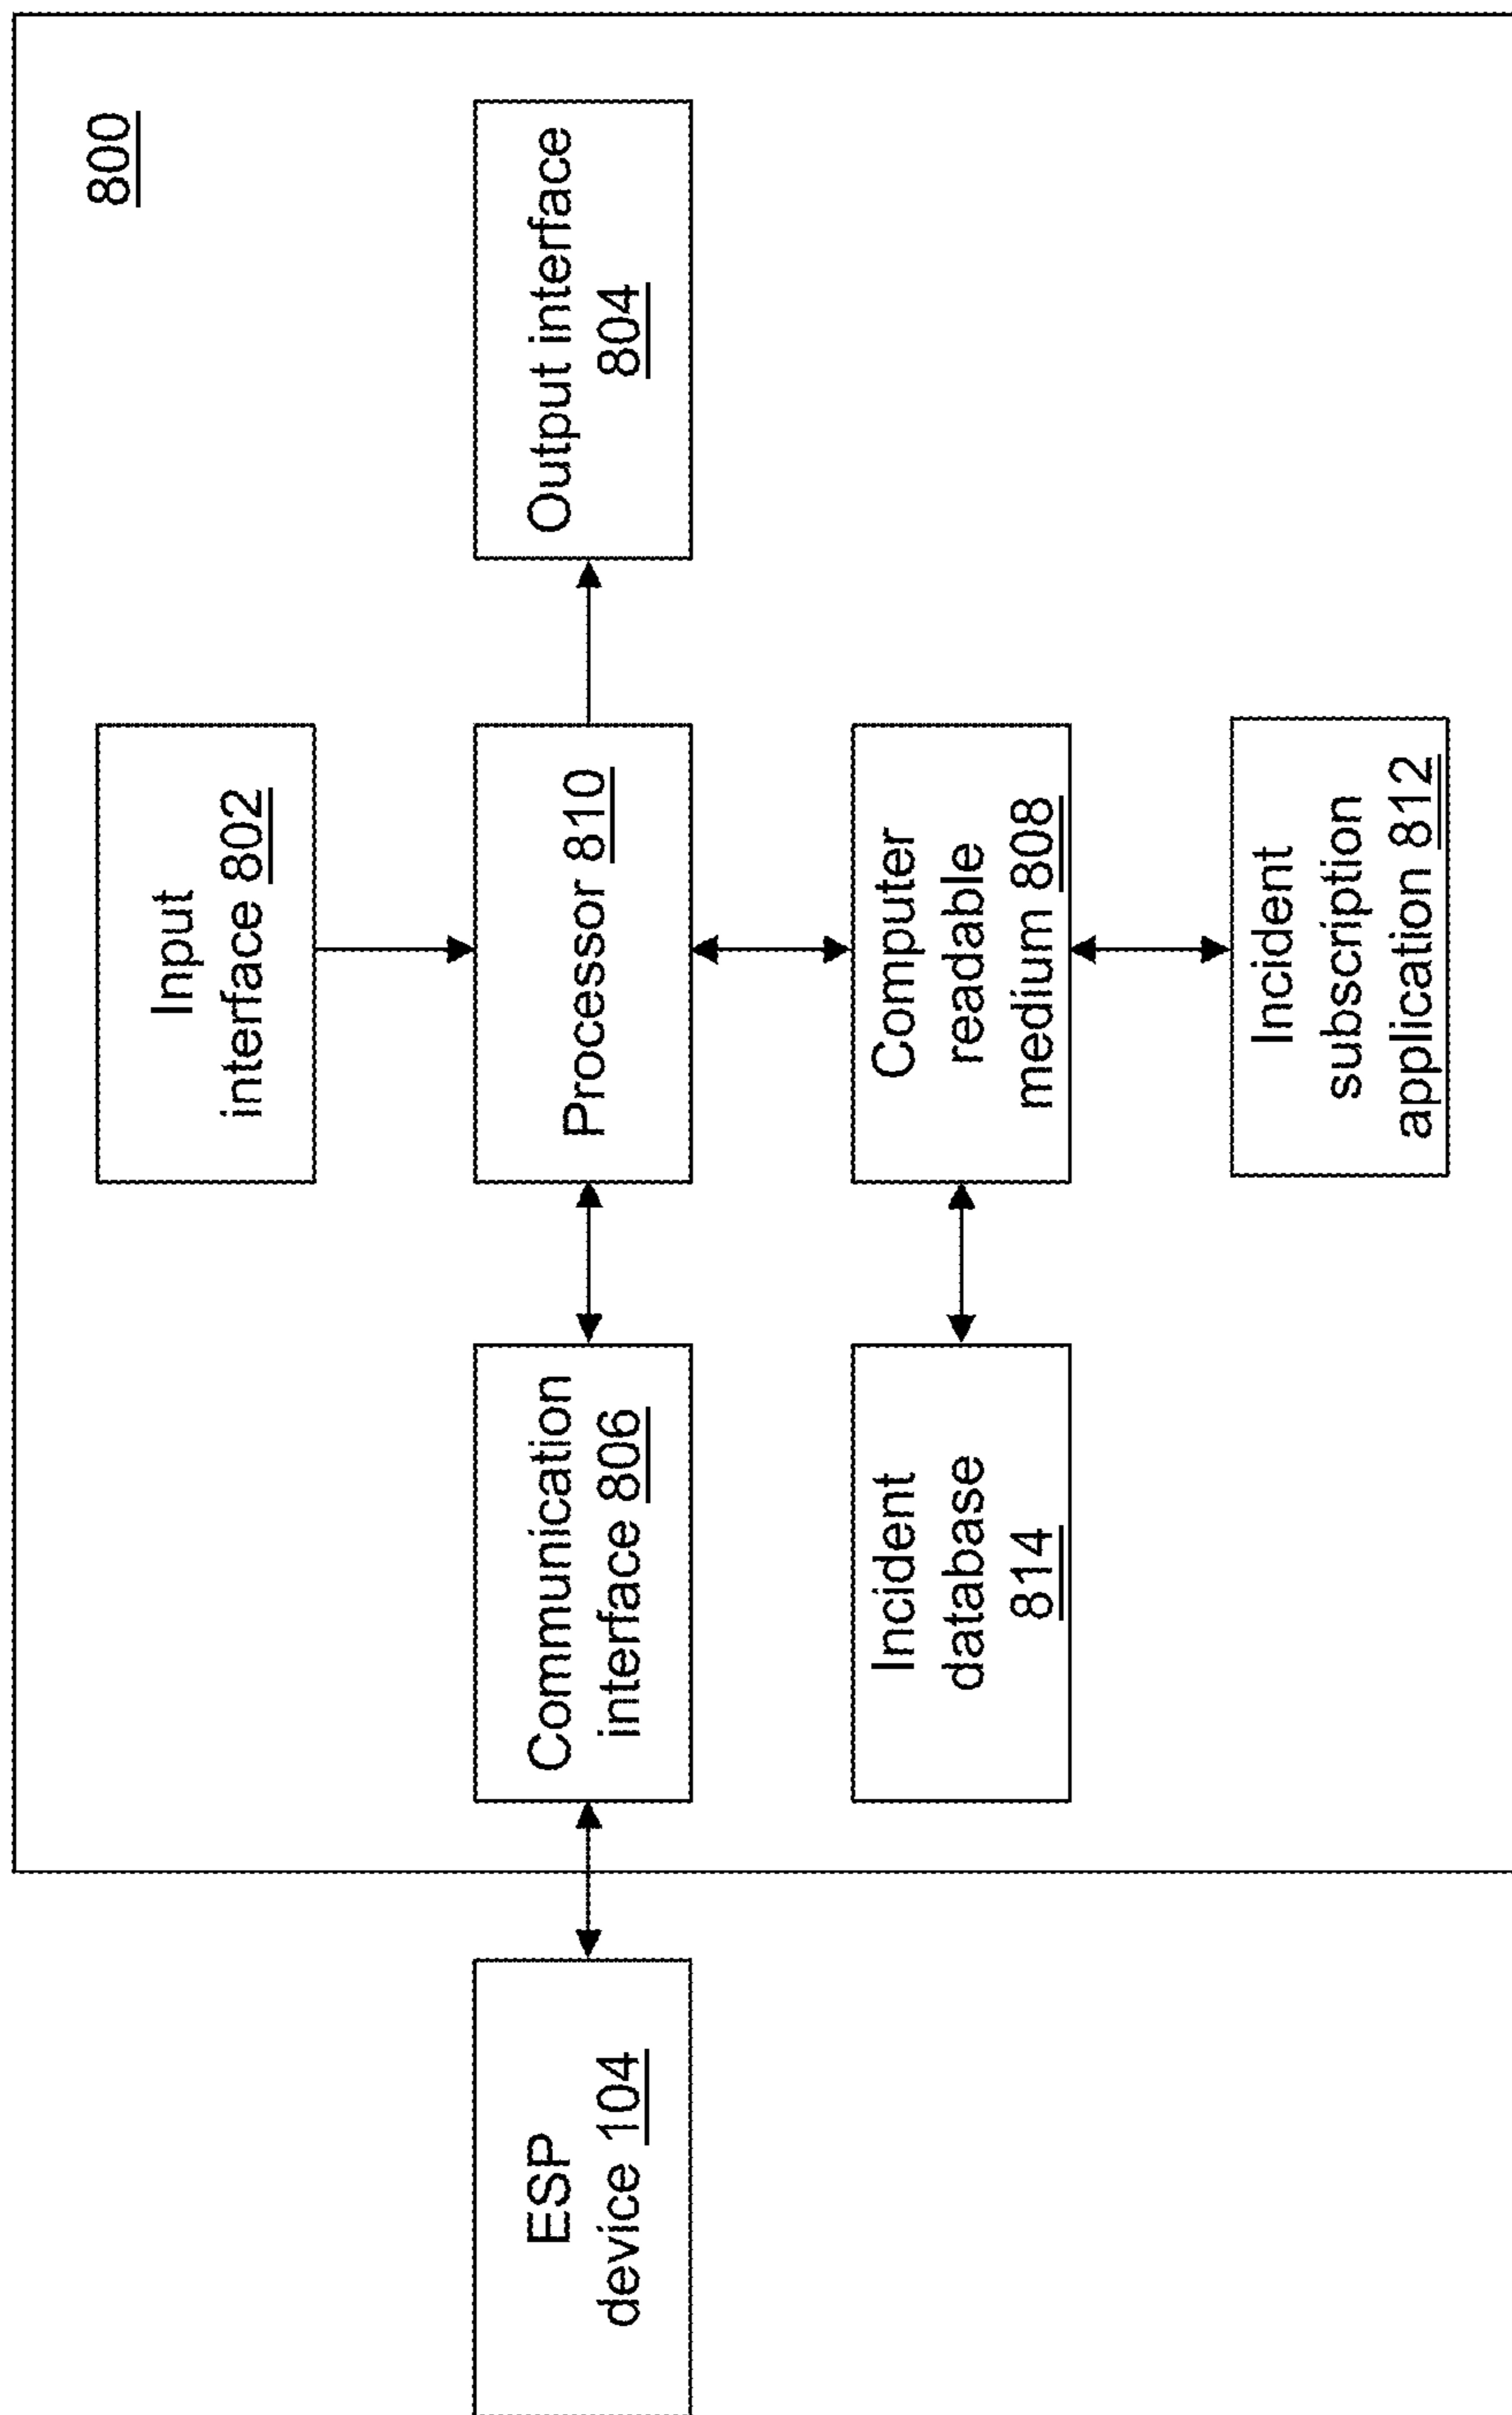 800
Input
interface 802
ESP
device 104
Communication
interface 806
Processor 810
Output interface
804
Incident
database
814
Computer
readable
medium 808
Incident
subscription
application 812